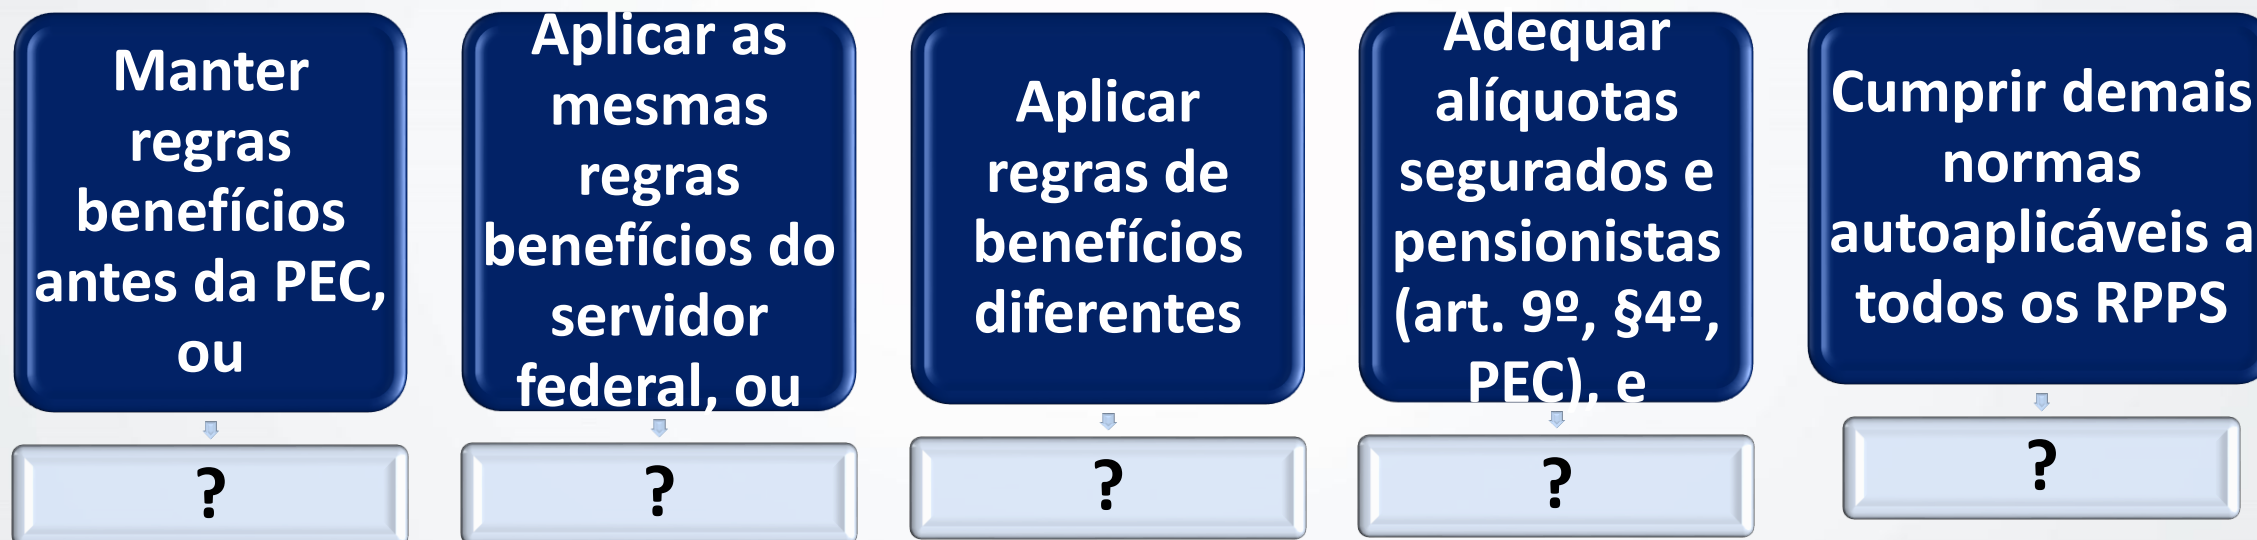 Manter
regras
benefícios
antes da PEC,
ou
?
Aplicar as
mesmas
regras
benefícios do
servidor
federal, ou
?
Aplicar
regras de
benefícios
diferentes
?
Adequar
alíquotas
segurados e
pensionistas
(art. 9º, §4º,
PEC), e
?
Cumprir demais
normas
autoaplicáveis a
todos os RPPS
?